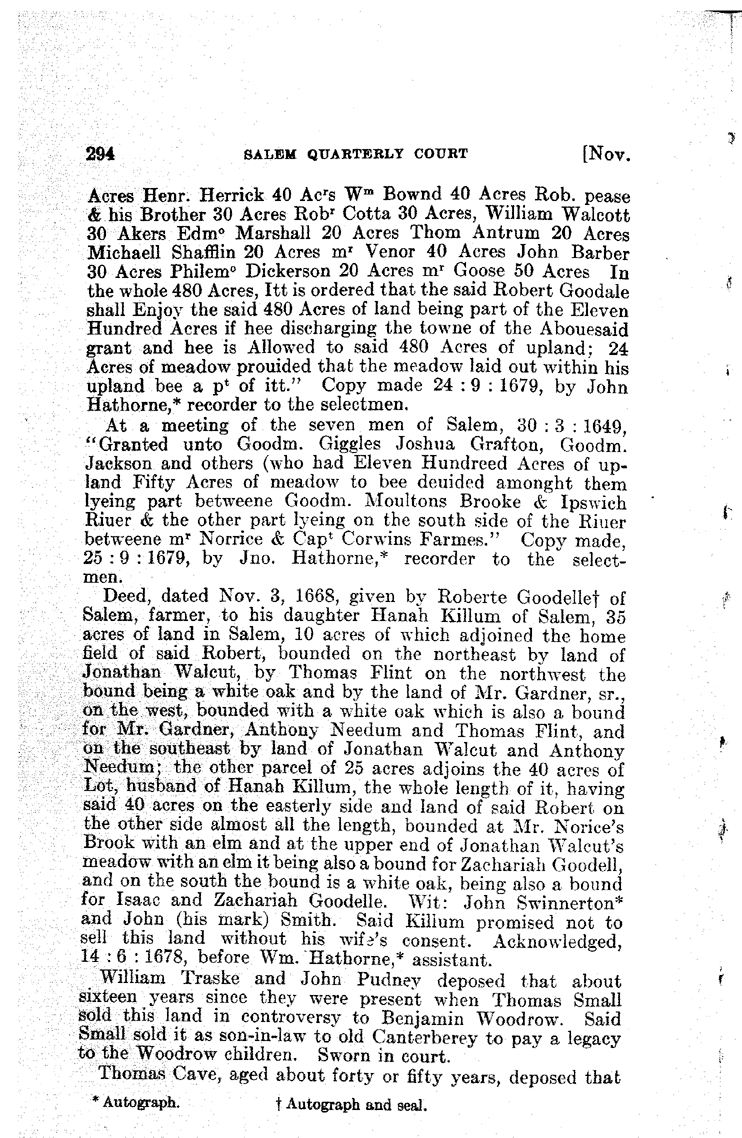 294 SALEM QUARTERLY COURT [Nov.
Acres Henr. Herrick 40 Acʳs Wᵐ Bownd 40 Acres Rob. pease
& his Brother 30 Acres Robʳ Cotta 30 Acres, William Walcott
30 Akers Edmᵒ Marshall 20 Acres Thom Antrum 20 Acres
Michaell Shafflin 20 Acres mʳ Venor 40 Acres John Barber
30 Acres Philemᵒ Dickerson 20 Acres mʳ Goose 50 Acres In
the whole 480 Acres, Itt is ordered that the said Robert Goodale
shall Enjoy the said 480 Acres of land being part of the Eleven
Hundred Acres if hee discharging the towne of the Abouesaid
grant and hee is Allowed to said 480 Acres of upland; 24
Acres of meadow prouided that the meadow laid out within his
upland bee a pᵗ of itt." Copy made 24 : 9 : 1679, by John
Hathorne,* recorder to the selectmen.
At a meeting of the seven men of Salem, 30 : 3 : 1649,
"Granted unto Goodm. Giggles Joshua Grafton, Goodm.
Jackson and others (who had Eleven Hundreed Acres of up-
land Fifty Acres of meadow to bee deuided amonght them
lyeing part betweene Goodm. Moultons Brooke & Ipswich
Riuer & the other part lyeing on the south side of the Riuer
betweene mʳ Norrice & Capᵗ Corwins Farmes." Copy made,
25 : 9 : 1679, by Jno. Hathorne,* recorder to the select-
men.
Deed, dated Nov. 3, 1668, given by Roberte Goodelle† of
Salem, farmer, to his daughter Hanah Killum of Salem, 35
acres of land in Salem, 10 acres of which adjoined the home
field of said Robert, bounded on the northeast by land of
Jonathan Walcut, by Thomas Flint on the northwest the
bound being a white oak and by the land of Mr. Gardner, sr.,
on the west, bounded with a white oak which is also a bound
for Mr. Gardner, Anthony Needum and Thomas Flint, and
on the southeast by land of Jonathan Walcut and Anthony
Needum; the other parcel of 25 acres adjoins the 40 acres of
Lot, husband of Hanah Killum, the whole length of it, having
said 40 acres on the easterly side and land of said Robert on
the other side almost all the length, bounded at Mr. Norice's
Brook with an elm and at the upper end of Jonathan Walcut's
meadow with an elm it being also a bound for Zachariah Goodell,
and on the south the bound is a white oak, being also a bound
for Isaac and Zachariah Goodelle. Wit: John Swinnerton*
and John (his mark) Smith. Said Killum promised not to
sell this land without his wife's consent. Acknowledged,
14 : 6 : 1678, before Wm. Hathorne,* assistant.
William Traske and John Pudney deposed that about
sixteen years since they were present when Thomas Small
sold this land in controversy to Benjamin Woodrow. Said
Small sold it as son-in-law to old Canterberey to pay a legacy
to the Woodrow children. Sworn in court.
Thomas Cave, aged about forty or fifty years, deposed that
* Autograph. † Autograph and seal.